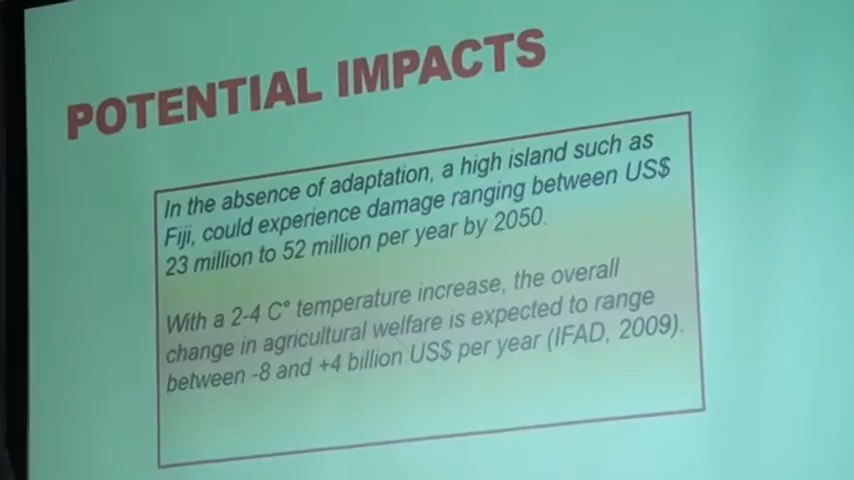 POTENTIAL IMPACTS
In the absence of adaptation, a high island such as
Fiji, could experience damage ranging between US$
23 million to 52 million per year by 2050.
With a 2-4 C° temperature increase, the overall
change in agricultural welfare is expected to range
between -8 and +4 billion US$ per year (IFAD, 2009).